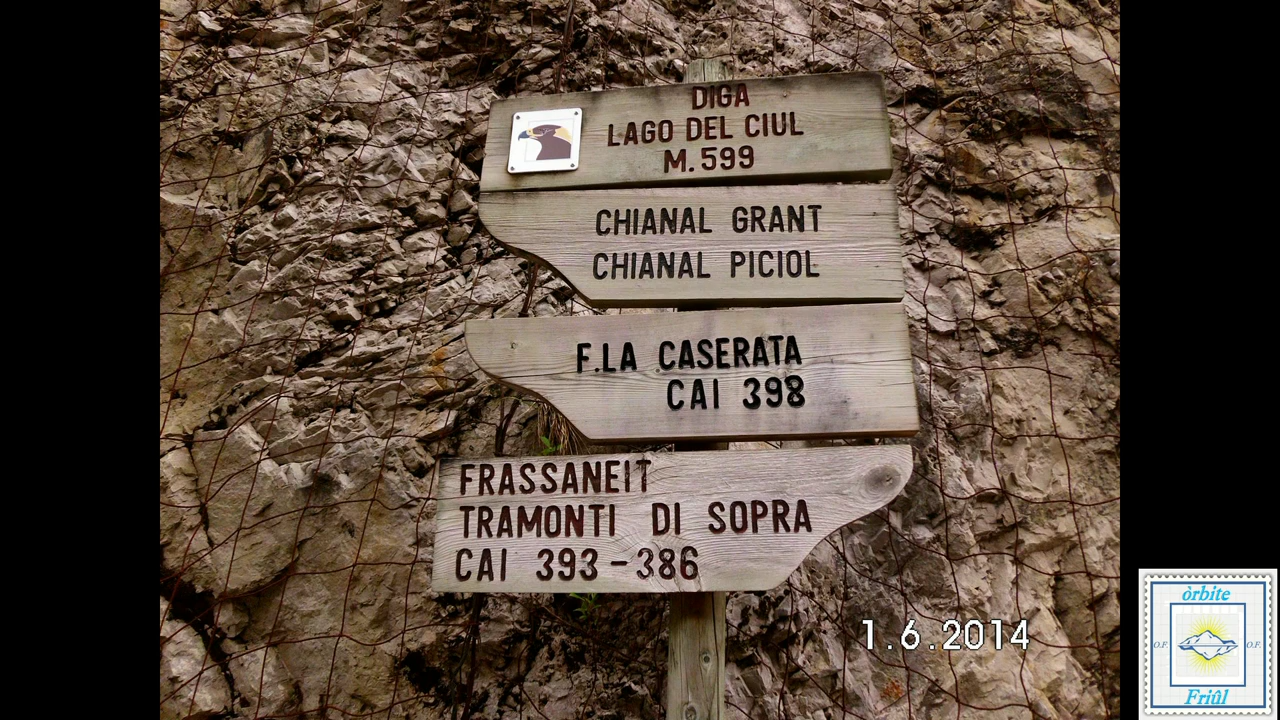 DIGA
LAGO DEL CIUL
M.599
CHIANAL GRANT
CHIANAL PICIOL
F.LA CASERATA
CAI 398
FRASSANEIT
TRAMONTI DI SOPRA
CAI 393-386
1.6.2014
òrbite
O.F. O.F.
Friûl